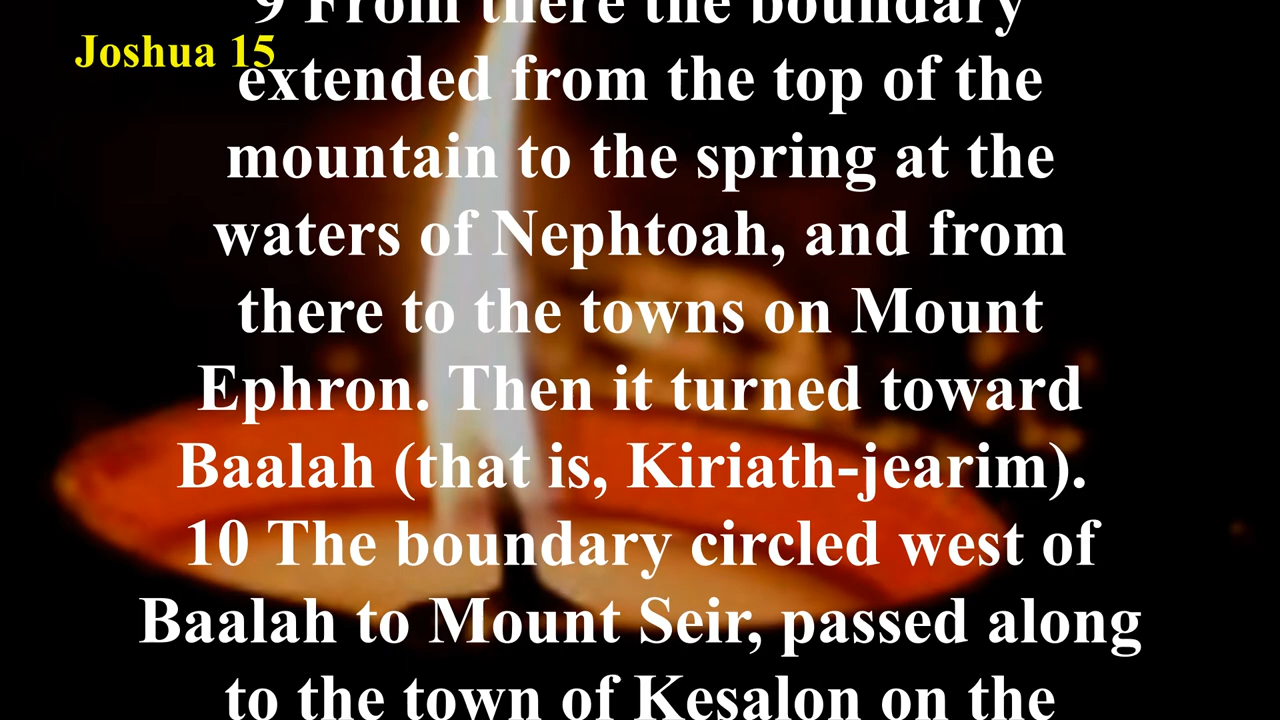 9 From there the boundary
Joshua 15
extended from the top of the
mountain to the spring at the
waters of Nephtoah, and from
there to the towns on Mount
Ephron. Then it turned toward
Baalah (that is, Kiriath-jearim).
10 The boundary circled west of
Baalah to Mount Seir, passed along
to the town of Kesalon on the